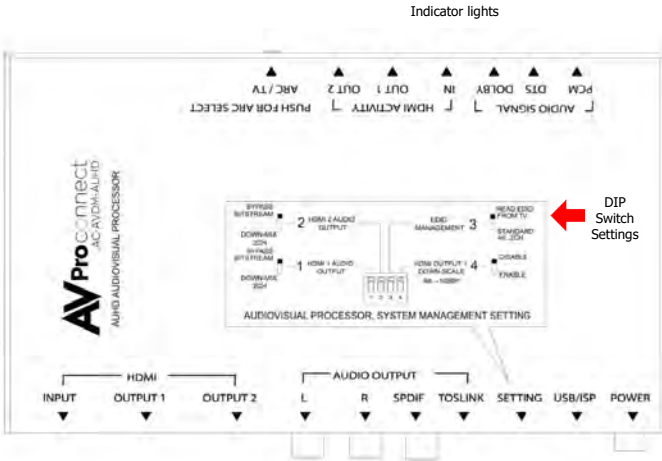 Indicator lights
ARC / TV
OUT 2
OUT 1
IN
DOLBY
DTS
PCM
PUSH FOR ARC SELECT
HDMI ACTIVITY
AUDIO SIGNAL
AVProconnect
AC-AVDM-AUHD
AUHD AUDIOVISUAL PROCESSOR
BYPASS
BITSTREAM
2 HDMI 2 AUDIO
OUTPUT
DOWN-MIX
2CH
BYPASS
BITSTREAM
1 HDMI 1 AUDIO
OUTPUT
DOWN-MIX
2CH
EDID
MANAGEMENT 3
READ EDID
FROM TV
STANDARD
4K, 2CH
HDMI OUTPUT 1
DOWN-SCALE 4
DISABLE
ENABLE
1 2 3 4
AUDIOVISUAL PROCESSOR, SYSTEM MANAGEMENT SETTING
DIP
Switch
Settings
HDMI
AUDIO OUTPUT
INPUT
OUTPUT 1
OUTPUT 2
L
R
SPDIF
TOSLINK
SETTING
USB/ISP
POWER